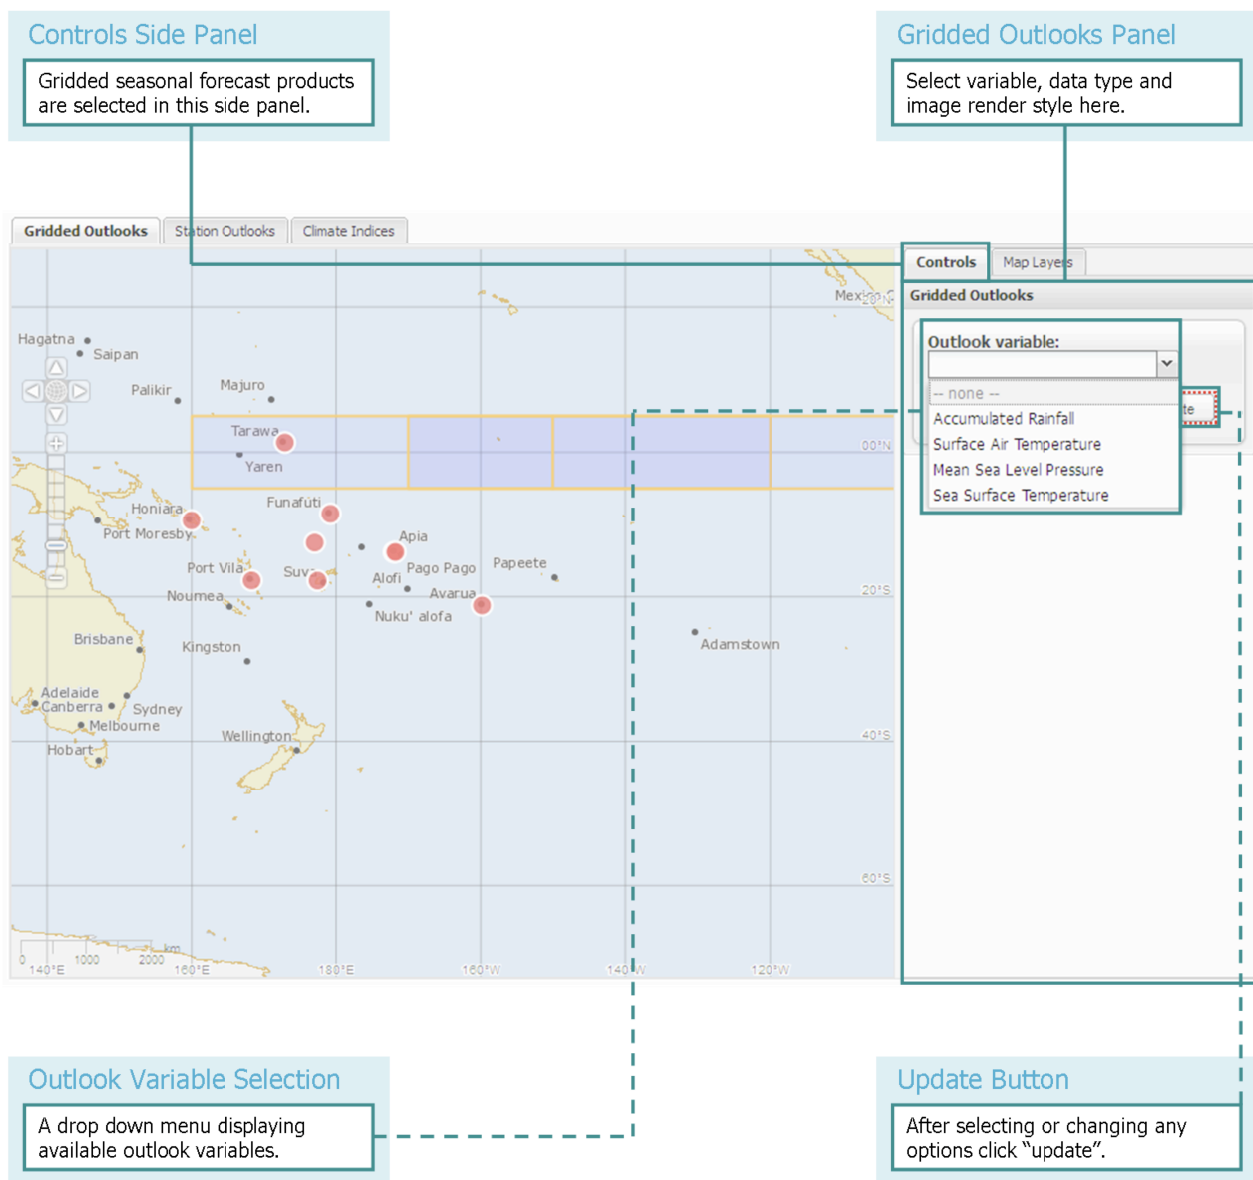 Controls Side Panel
Gridded seasonal forecast products
are selected in this side panel.
Gridded Outlooks Panel
Select variable, data type and
image render style here.
Gridded Outlooks
Station Outlooks
Climate Indices
Controls
Map Layers
Gridded Outlooks
Outlook variable:
-- none --
Accumulated Rainfall
Surface Air Temperature
Mean Sea Level Pressure
Sea Surface Temperature
te
20°N
Hagatna
Saipan
Palikir
Majuro
Tarawa
Yaren
00°N
Honiara
Funafuti
Port Moresby
Apia
Port Vila
Suv
Alofi
Pago Pago
Papeete
Noumea
Avarua
20°S
Nuku' alofa
Brisbane
Kingston
Adamstown
Adelaide
Canberra
Sydney
Melbourne
Wellington
40°S
Hobart
60°S
km
0 1000 2000
140°E 160°E 180°E 160°W 140°W 120°W
Outlook Variable Selection
A drop down menu displaying
available outlook variables.
Update Button
After selecting or changing any
options click “update”.